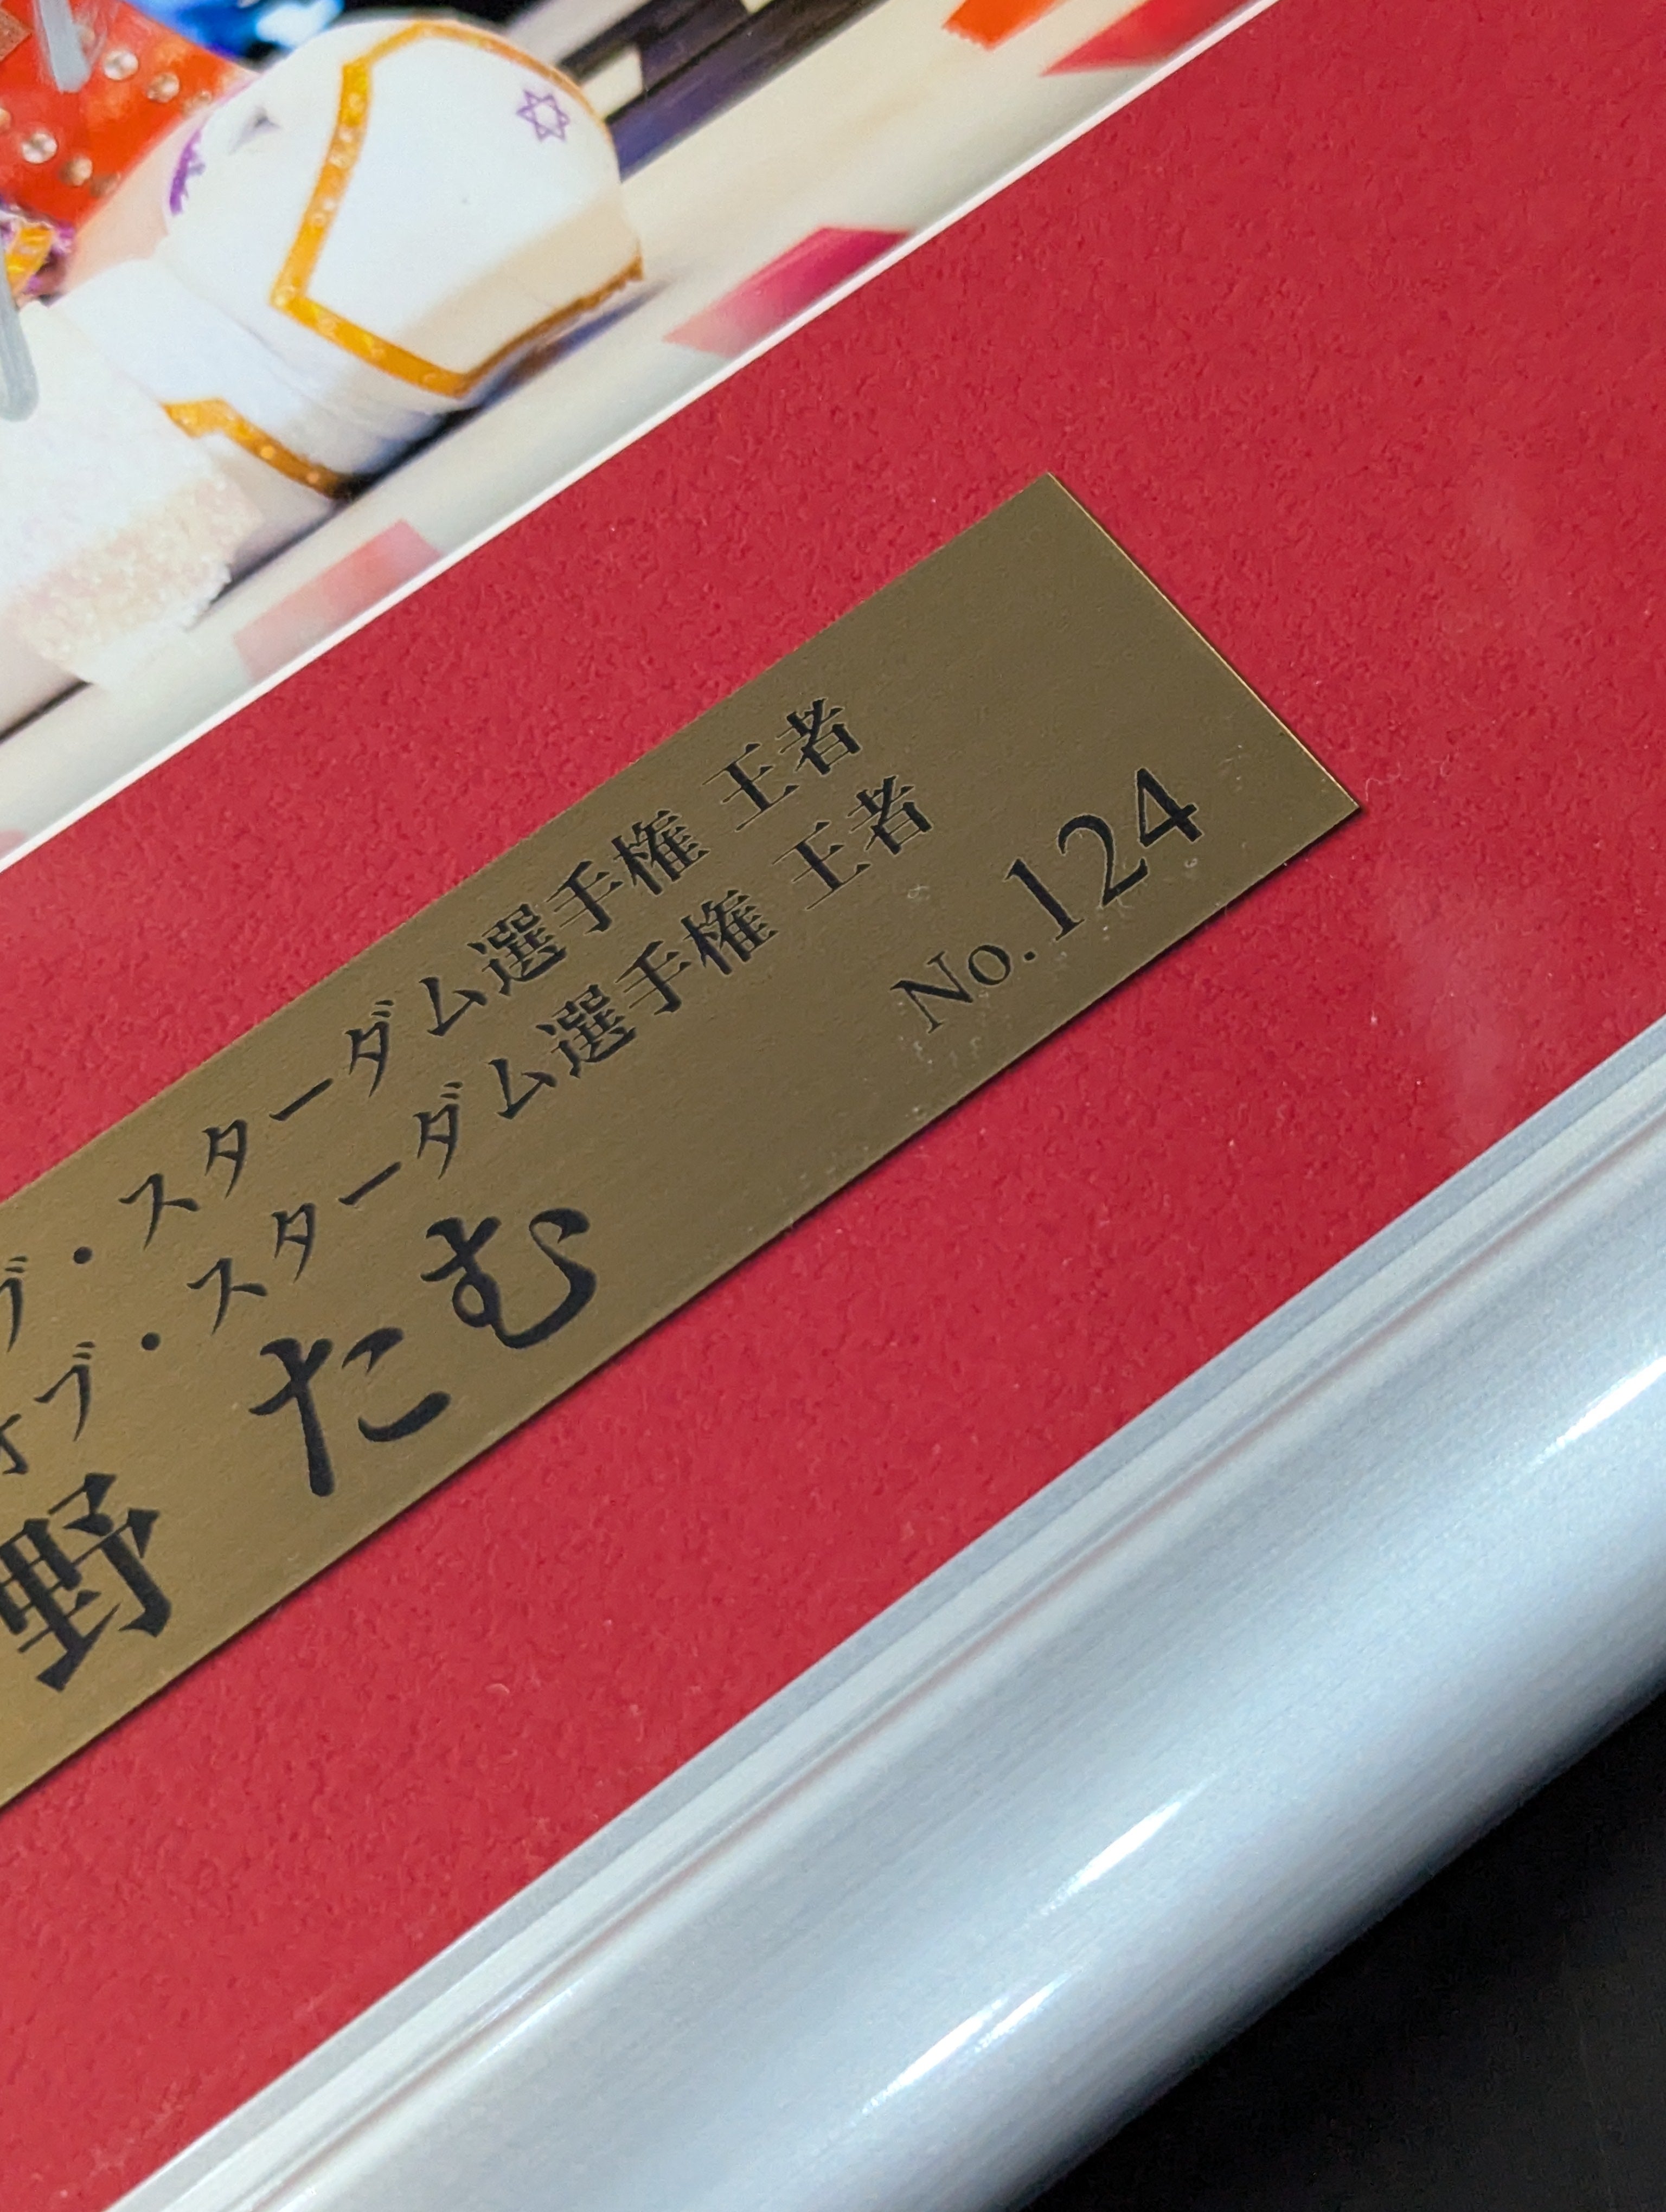 ブ・スターダム選手権 王者
オブ・スターダム選手権 王者
野 たむ
No.124